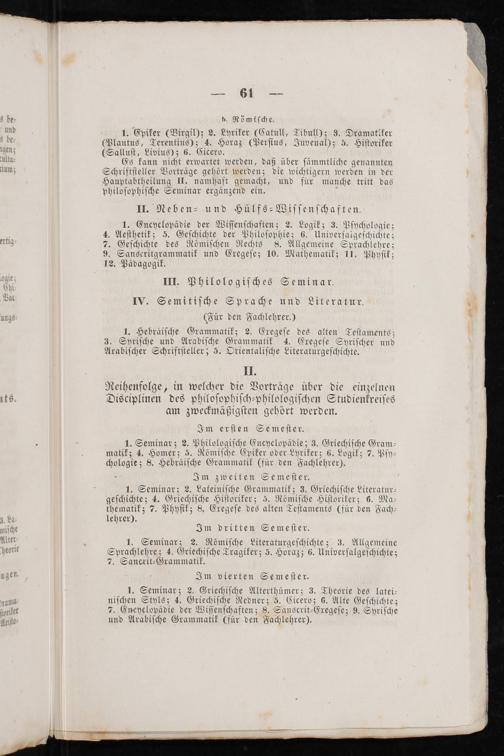 — 61 —
b. Römische.
1. Epiker (Virgil); 2. Lyriker (Catull, Tibull); 3. Dramatiker
(Plautus, Terentius); 4. Horaz (Persius, Juvenal); 5. Historiker
(Sallust, Livius); 6. Cicero.
Es kann nicht erwartet werden, daß über sämmtliche genannten
Schriftsteller Vorträge gehört werden; die wichtigern werden in der
Hauptabtheilung II. namhaft gemacht, und für manche tritt das
philosophische Seminar ergänzend ein.
II. Neben- und Hülfs-Wissenschaften.
1. Encyclopädie der Wissenschaften; 2. Logik; 3. Psychologie;
4. Aesthetik; 5. Geschichte der Philosophie; 6. Universalgeschichte;
7. Geschichte des Römischen Rechts 8. Allgemeine Sprachlehre;
9. Sanscritgrammatik und Exegese; 10. Mathematik; 11. Physik;
12. Pädagogik.
III. Philologisches Seminar.
IV. Semitische Sprache und Literatur.
(Für den Fachlehrer.)
1. Hebräische Grammatik; 2. Exegese des alten Testaments;
3. Syrische und Arabische Grammatik 4. Exegese Syrischer und
Arabischer Schriftsteller; 5. Orientalische Literaturgeschichte.
II.
Reihenfolge, in welcher die Vorträge über die einzelnen
Disciplinen des philosophisch-philologischen Studienkreises
am zweckmäßigsten gehört werden.
Im ersten Semester.
1. Seminar; 2. Philologische Encyclopädie; 3. Griechische Gram-
matik; 4. Homer; 5. Römische Epiker oder Lyriker; 6. Logik; 7. Psy-
chologie; 8. Hebräische Grammatik (für den Fachlehrer).
Im zweiten Semester.
1. Seminar; 2. Lateinische Grammatik; 3. Griechische Literatur-
geschichte; 4. Griechische Historiker; 5. Römische Historiker; 6. Ma-
thematik; 7. Physik; 8. Exegese des alten Testaments (für den Fach-
lehrer).
Im dritten Semester.
1. Seminar; 2. Römische Literaturgeschichte; 3. Allgemeine
Sprachlehre; 4. Griechische Tragiker; 5. Horaz; 6. Universalgeschichte;
7. Sanscrit-Grammatik.
Im vierten Semester.
1. Seminar; 2. Griechische Alterthümer; 3. Theorie des latei-
nischen Styls; 4. Griechische Redner; 5. Cicero; 6. Alte Geschichte;
7. Encyclopädie der Wissenschaften; 8. Sanscrit-Exegese; 9. Syrische
und Arabische Grammatik (für den Fachlehrer).